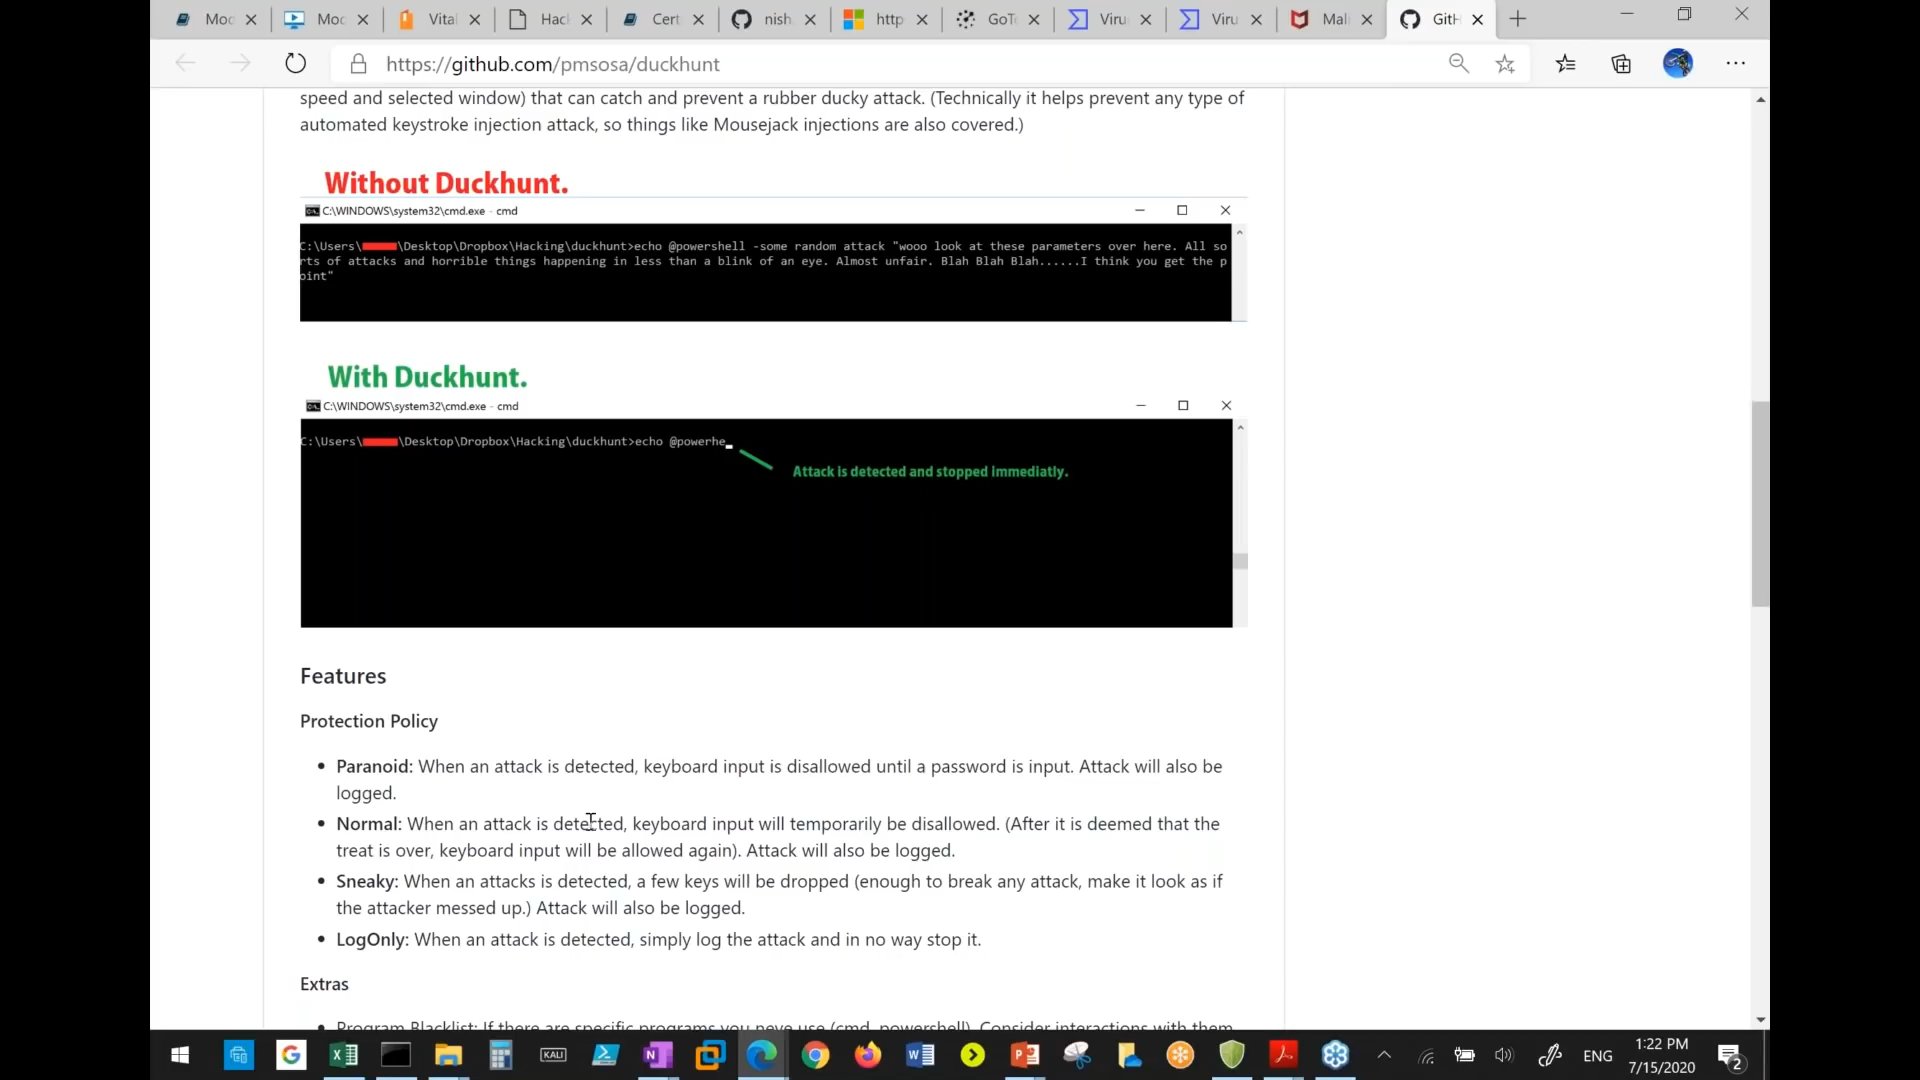 Moc
Moc
Vital
Hack
Cert
nish
http
GoTo
Viru
Viru
Mali
GitH
https://github.com/pmsosa/duckhunt
speed and selected window) that can catch and prevent a rubber ducky attack. (Technically it helps prevent any type of
automated keystroke injection attack, so things like Mousejack injections are also covered.)
Without Duckhunt.
C:\WINDOWS\system32\cmd.exe - cmd
C:\Users\ \Desktop\Dropbox\Hacking\duckhunt>echo @powershell -some random attack "wooo look at these parameters over here. All so
rts of attacks and horrible things happening in less than a blink of an eye. Almost unfair. Blah Blah Blah......I think you get the p
oint"
With Duckhunt.
C:\WINDOWS\system32\cmd.exe - cmd
C:\Users\ \Desktop\Dropbox\Hacking\duckhunt>echo @powerhe_
Attack is detected and stopped immediatly.
Features
Protection Policy
• Paranoid: When an attack is detected, keyboard input is disallowed until a password is input. Attack will also be
logged.
• Normal: When an attack is detected, keyboard input will temporarily be disallowed. (After it is deemed that the
treat is over, keyboard input will be allowed again). Attack will also be logged.
• Sneaky: When an attacks is detected, a few keys will be dropped (enough to break any attack, make it look as if
the attacker messed up.) Attack will also be logged.
• LogOnly: When an attack is detected, simply log the attack and in no way stop it.
Extras
• Program Blacklist: If there are specific programs you neve use (cmd, powershell). Consider interactions with them
KALI
ENG
1:22 PM
7/15/2020
2